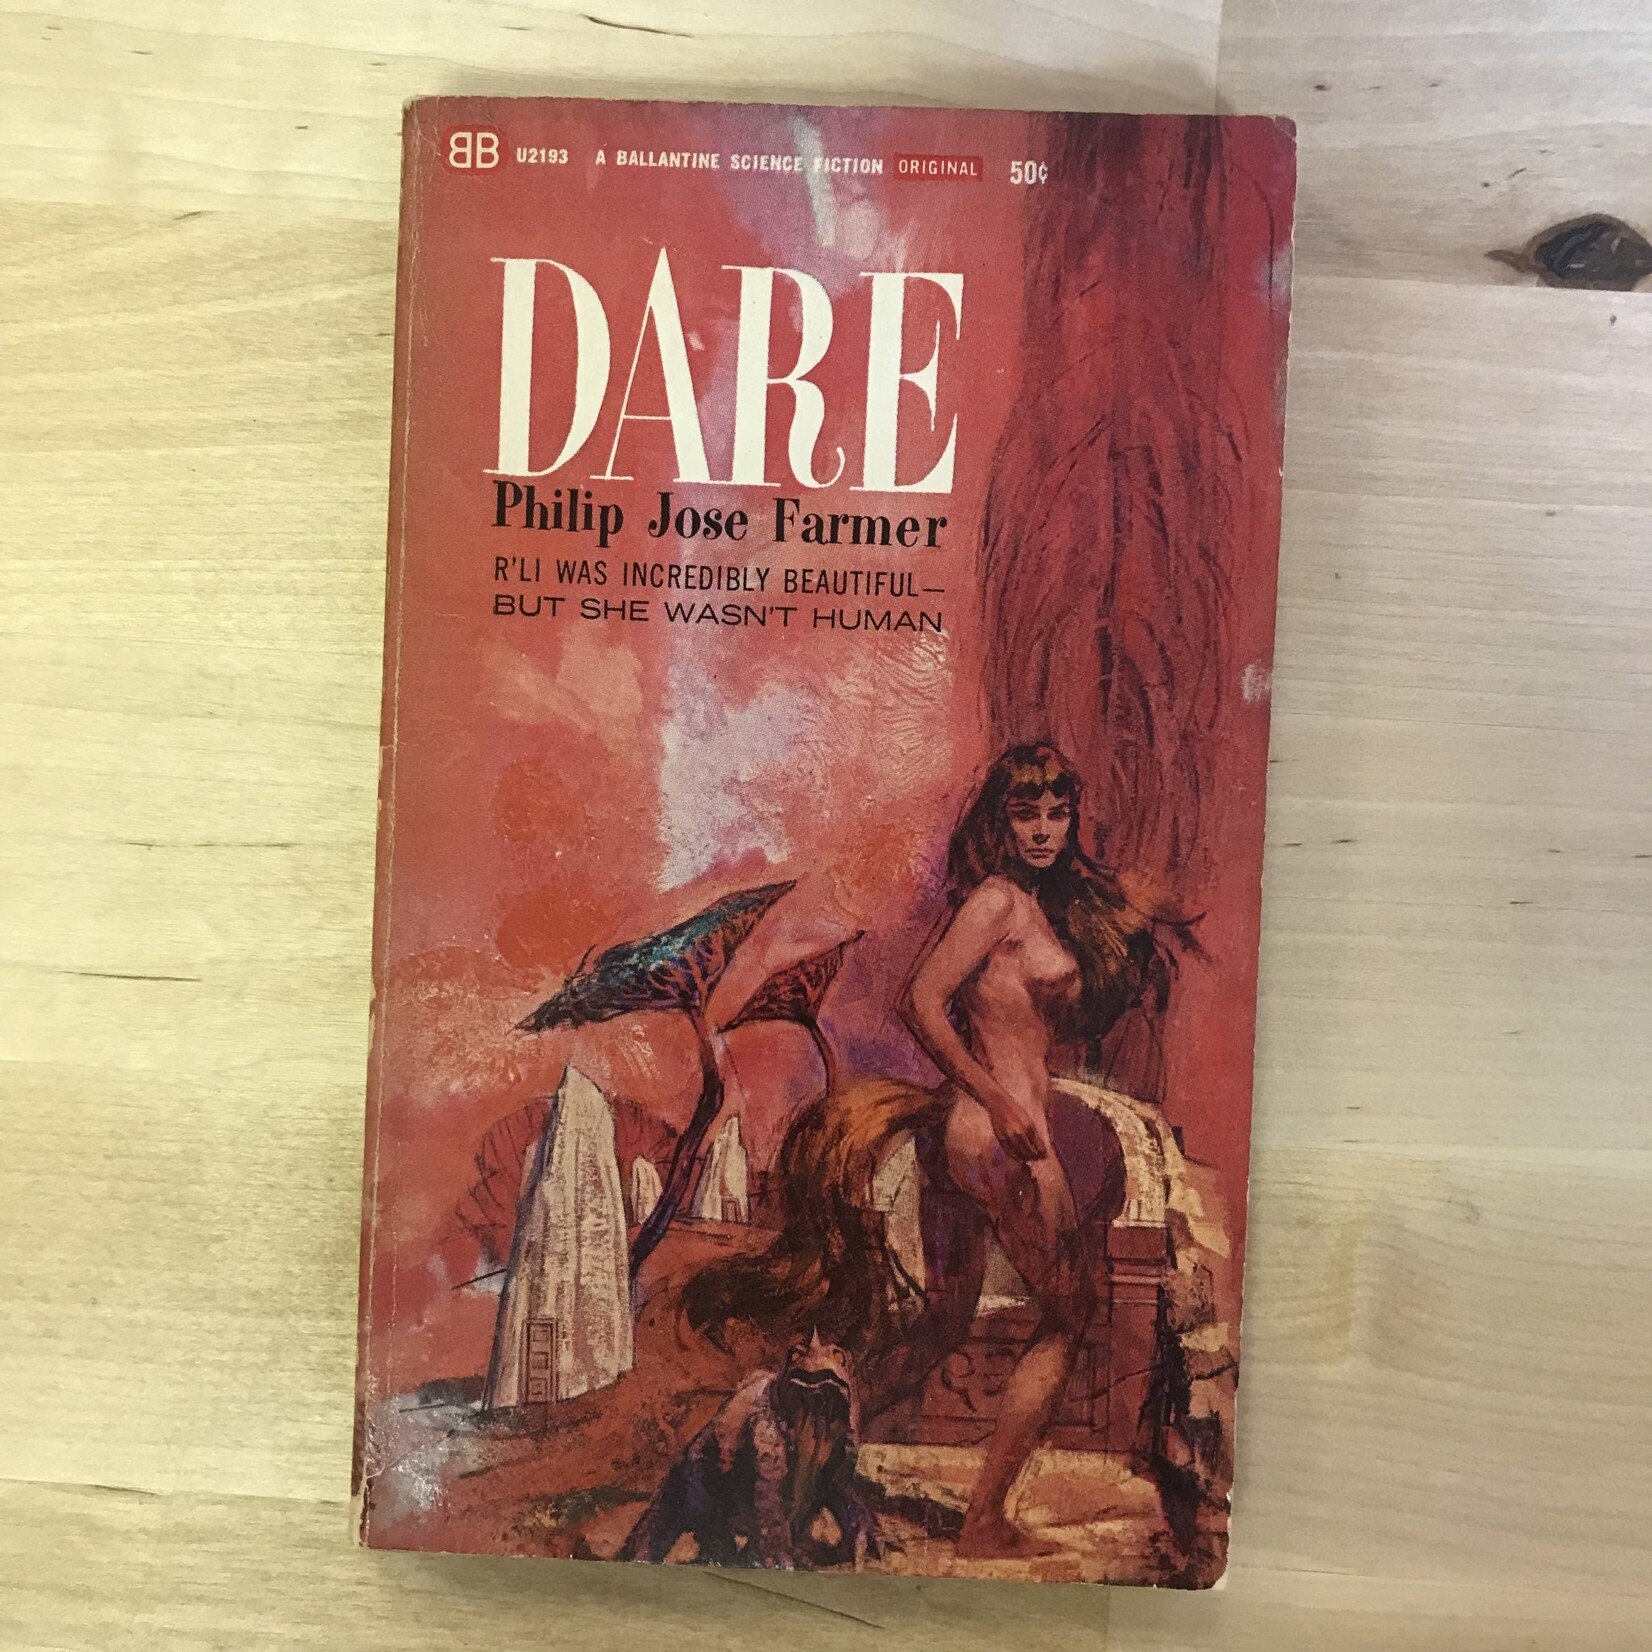 BB U2193 A BALLANTINE SCIENCE FICTION ORIGINAL 50¢
DARE
Philip Jose Farmer
R'LI WAS INCREDIBLY BEAUTIFUL—
BUT SHE WASN'T HUMAN